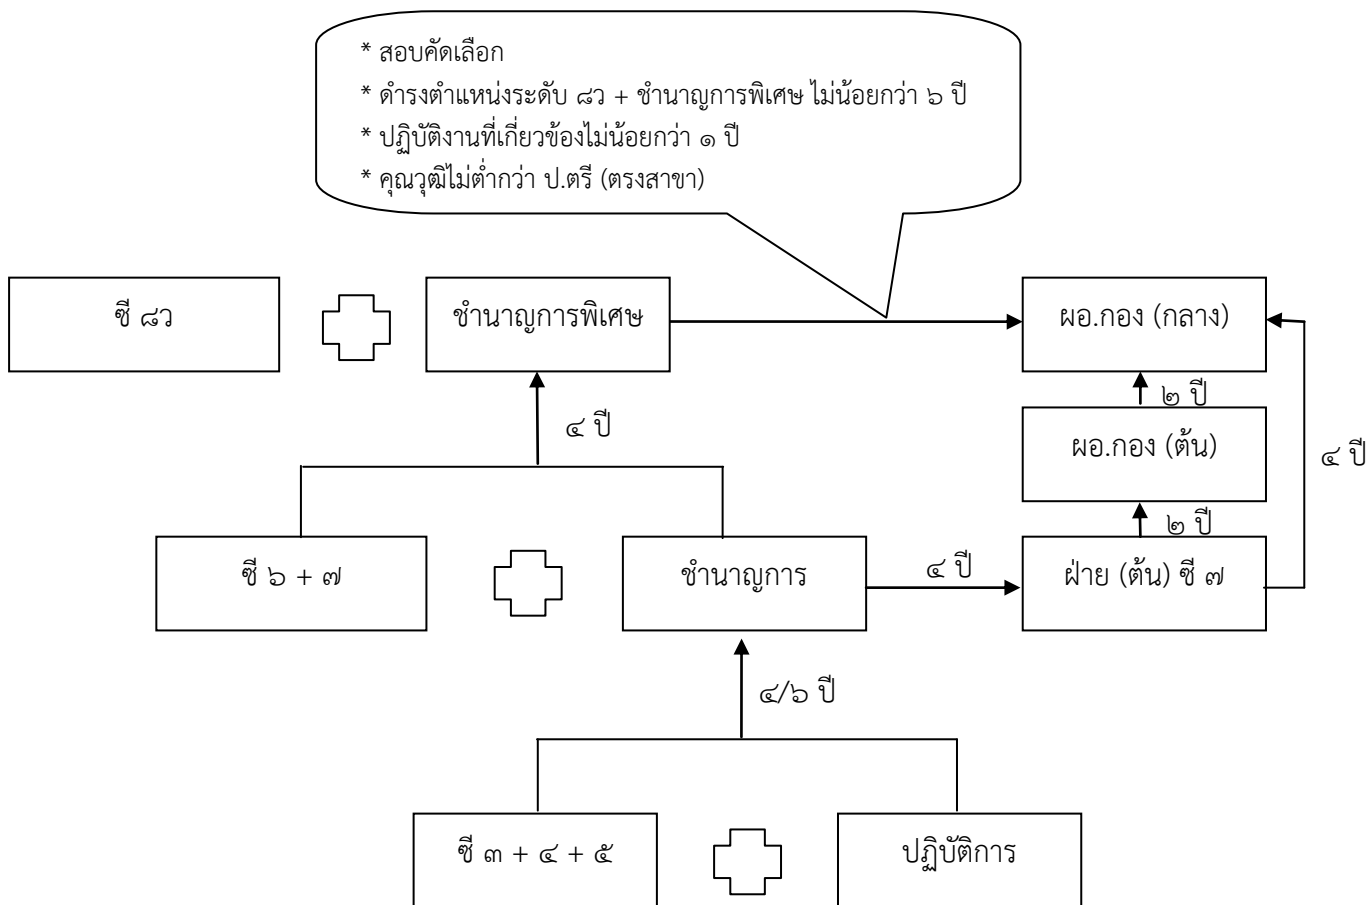 * สอบคัดเลือก
* ดำรงตำแหน่งระดับ ๘ว + ชำนาญการพิเศษ ไม่น้อยกว่า ๖ ปี
* ปฏิบัติงานที่เกี่ยวข้องไม่น้อยกว่า ๑ ปี
* คุณวุฒิไม่ต่ำกว่า ป.ตรี (ตรงสาขา)
ซี ๘ว
ชำนาญการพิเศษ
ผอ.กอง (กลาง)
๒ ปี
๔ ปี
ผอ.กอง (ต้น)
๔ ปี
๒ ปี
ซี ๖ + ๗
ชำนาญการ
๔ ปี
ฝ่าย (ต้น) ซี ๗
๔/๖ ปี
ซี ๓ + ๔ + ๕
ปฏิบัติการ